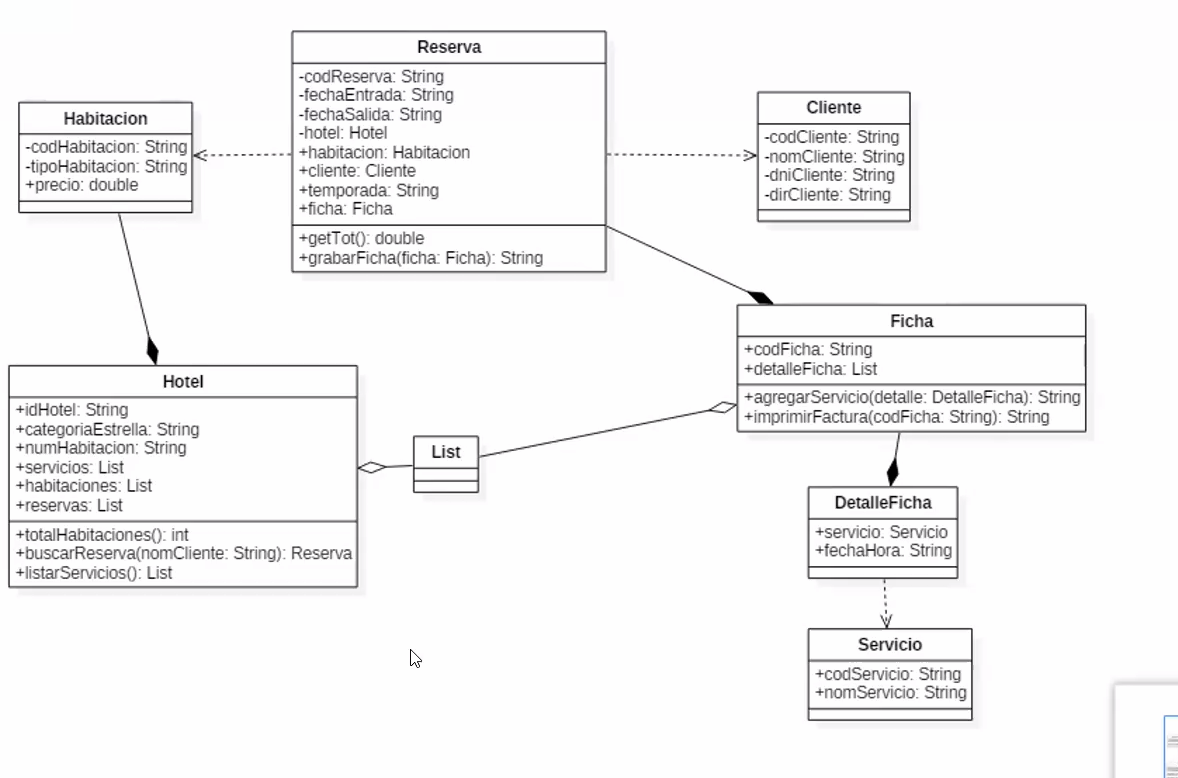 Reserva
-codReserva: String
-fechaEntrada: String
-fechaSalida: String
-hotel: Hotel
+habitacion: Habitacion
+cliente: Cliente
+temporada: String
+ficha: Ficha
+getTot(): double
+grabarFicha(ficha: Ficha): String
Habitacion
-codHabitacion: String
-tipoHabitacion: String
+precio: double
Cliente
-codCliente: String
-nomCliente: String
-dniCliente: String
-dirCliente: String
Ficha
+codFicha: String
+detalleFicha: List
+agregarServicio(detalle: DetalleFicha): String
+imprimirFactura(codFicha: String): String
Hotel
+idHotel: String
+categoriaEstrella: String
+numHabitacion: String
+servicios: List
+habitaciones: List
+reservas: List
+totalHabitaciones(): int
+buscarReserva(nomCliente: String): Reserva
+listarServicios(): List
List
DetalleFicha
+servicio: Servicio
+fechaHora: String
Servicio
+codServicio: String
+nomServicio: String